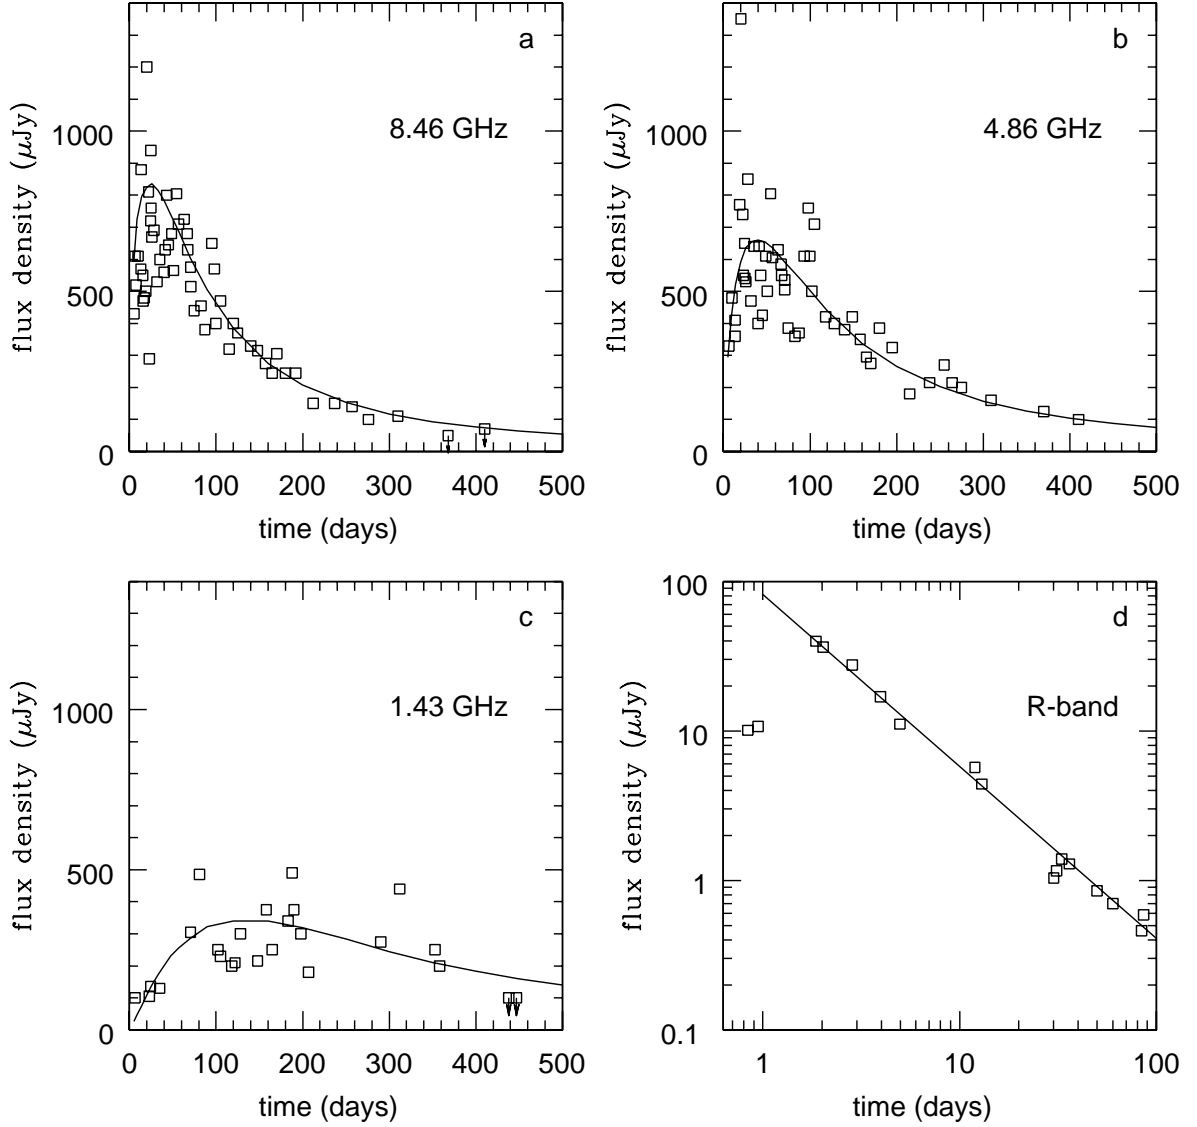 a
8.46 GHz
flux density (μJy)
1000
500
0
0 100 200 300 400 500
time (days)
b
4.86 GHz
flux density (μJy)
1000
500
0
0 100 200 300 400 500
time (days)
c
1.43 GHz
flux density (μJy)
1000
500
0
0 100 200 300 400 500
time (days)
d
R-band
flux density (μJy)
100
10
1
0.1
1 10 100
time (days)